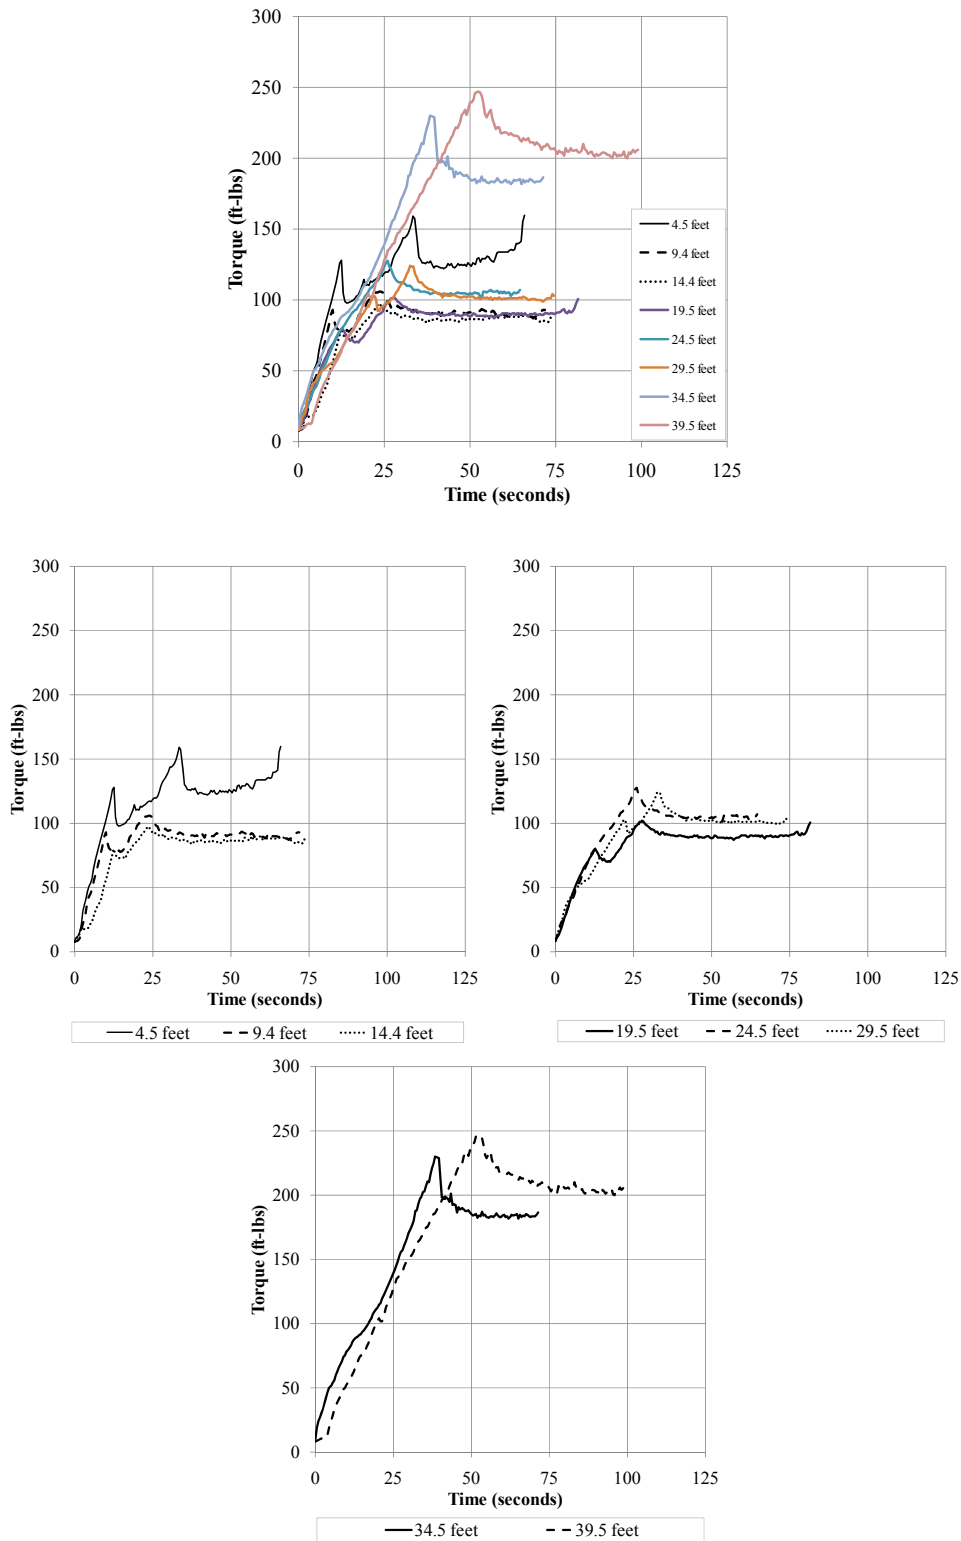 300
250
200
150
100
50
0
Torque (ft-lbs)
4.5 feet
9.4 feet
14.4 feet
19.5 feet
24.5 feet
29.5 feet
34.5 feet
39.5 feet
0 25 50 75 100 125
Time (seconds)
300
250
200
150
100
50
0
Torque (ft-lbs)
0 25 50 75 100 125
Time (seconds)
4.5 feet 9.4 feet 14.4 feet
300
250
200
150
100
50
0
Torque (ft-lbs)
0 25 50 75 100 125
Time (seconds)
19.5 feet 24.5 feet 29.5 feet
300
250
200
150
100
50
0
Torque (ft-lbs)
0 25 50 75 100 125
Time (seconds)
34.5 feet 39.5 feet